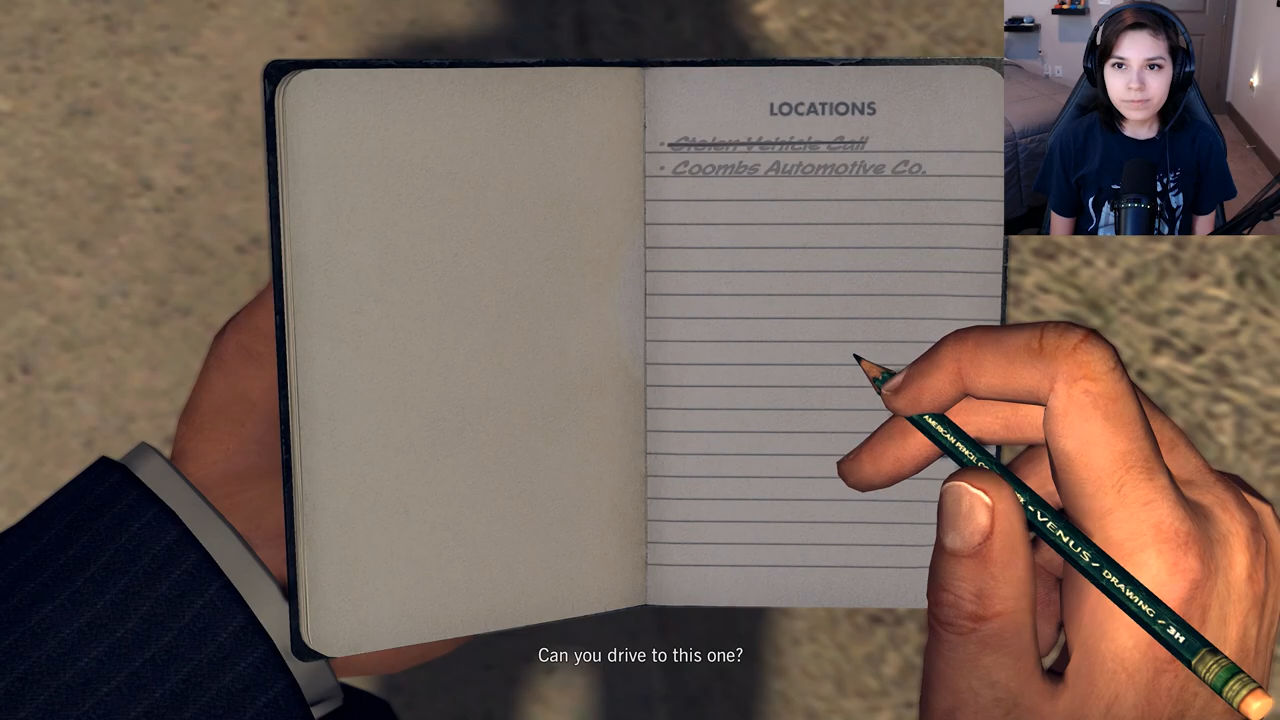 LOCATIONS
• Stolen Vehicle Call
• Coombs Automotive Co.
AMERICAN PENCIL CO.
VENUS / DRAWING / 3H
Can you drive to this one?